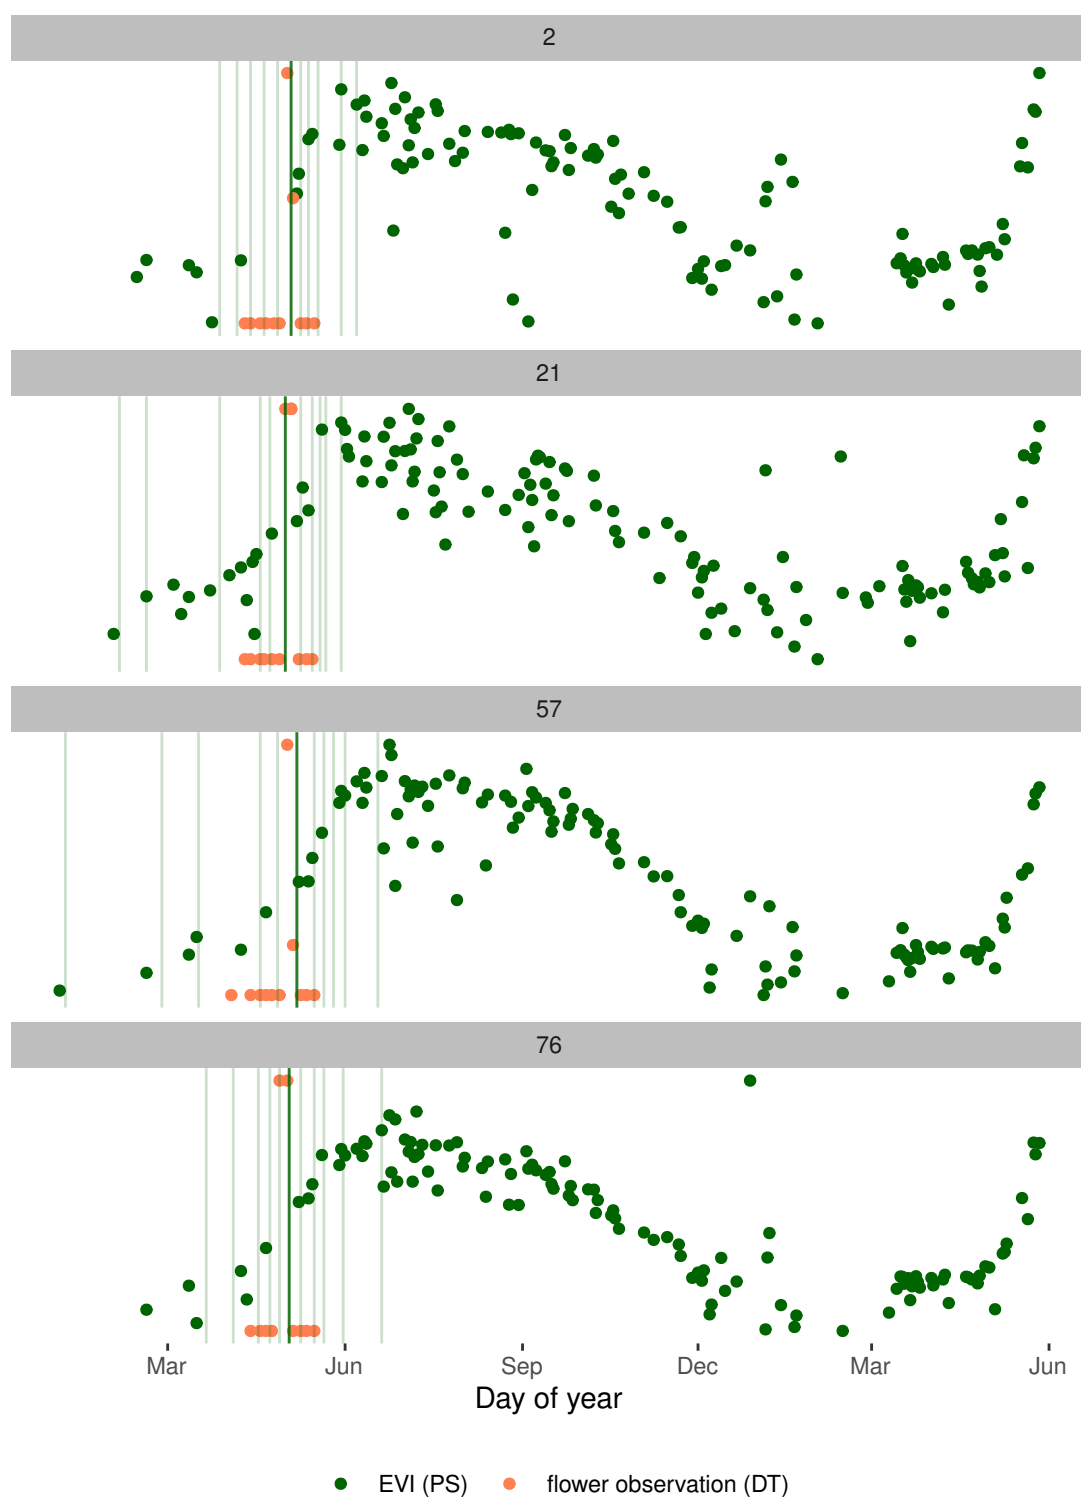 2
21
57
76
Mar Jun Sep Dec Mar Jun
Day of year
EVI (PS) flower observation (DT)